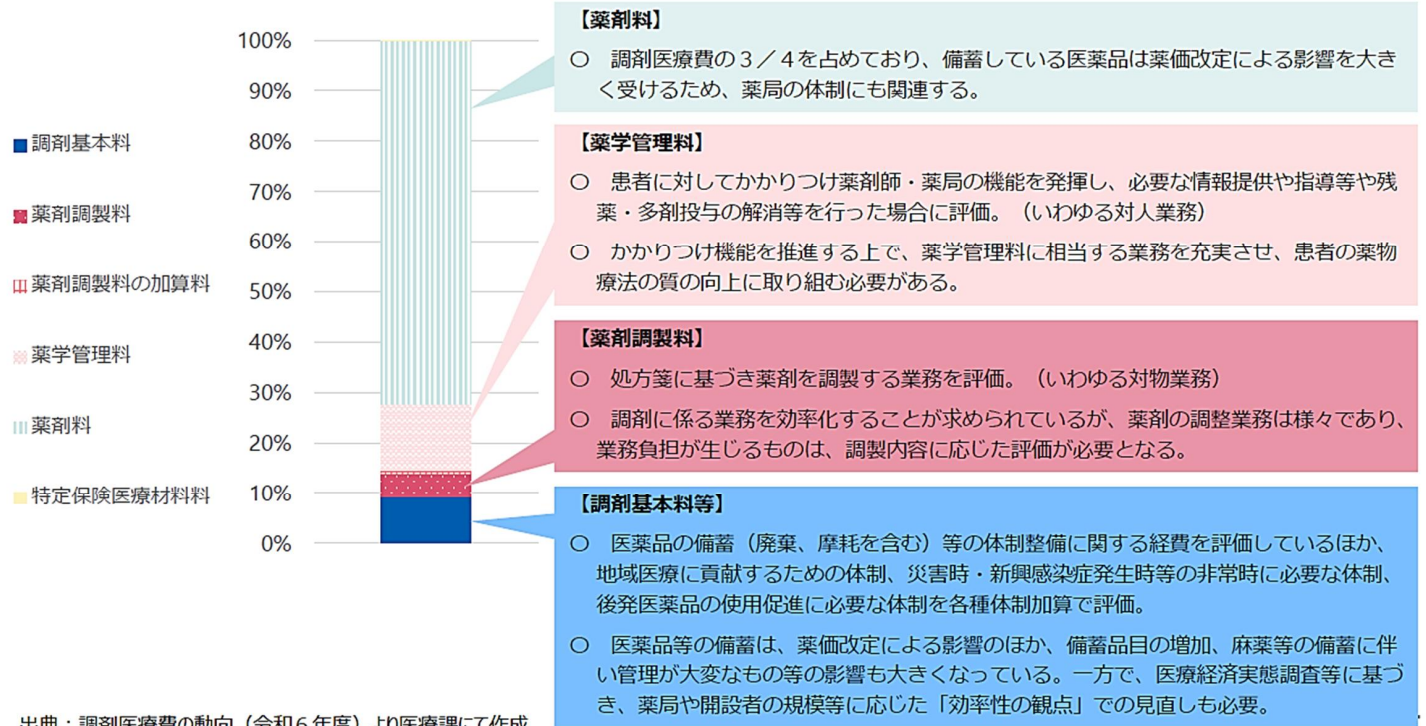 100%
90%
80%
70%
60%
50%
40%
30%
20%
10%
0%
調剤基本料
薬剤調製料
薬剤調製料の加算料
薬学管理料
薬剤料
特定保険医療材料料
【薬剤料】
○ 調剤医療費の3/4を占めており、備蓄している医薬品は薬価改定による影響を大き
く受けるため、薬局の体制にも関連する。
【薬学管理料】
○ 患者に対してかかりつけ薬剤師・薬局の機能を発揮し、必要な情報提供や指導等や残
薬・多剤投与の解消等を行った場合に評価。(いわゆる対人業務)
○ かかりつけ機能を推進する上で、薬学管理料に相当する業務を充実させ、患者の薬物
療法の質の向上に取り組む必要がある。
【薬剤調製料】
○ 処方箋に基づき薬剤を調製する業務を評価。(いわゆる対物業務)
○ 調剤に係る業務を効率化することが求められているが、薬剤の調整業務は様々であり、
業務負担が生じるものは、調製内容に応じた評価が必要となる。
【調剤基本料等】
○ 医薬品の備蓄(廃棄、摩耗を含む)等の体制整備に関する経費を評価しているほか、
地域医療に貢献するための体制、災害時・新興感染症発生時等の非常時に必要な体制、
後発医薬品の使用促進に必要な体制を各種体制加算で評価。
○ 医薬品等の備蓄は、薬価改定による影響のほか、備蓄品目の増加、麻薬等の備蓄に伴
い管理が大変なもの等の影響も大きくなっている。一方で、医療経済実態調査等に基づ
き、薬局や開設者の規模等に応じた「効率性の観点」での見直しも必要。
出典:調剤医療費の動向(令和6年度)より医療課にて作成